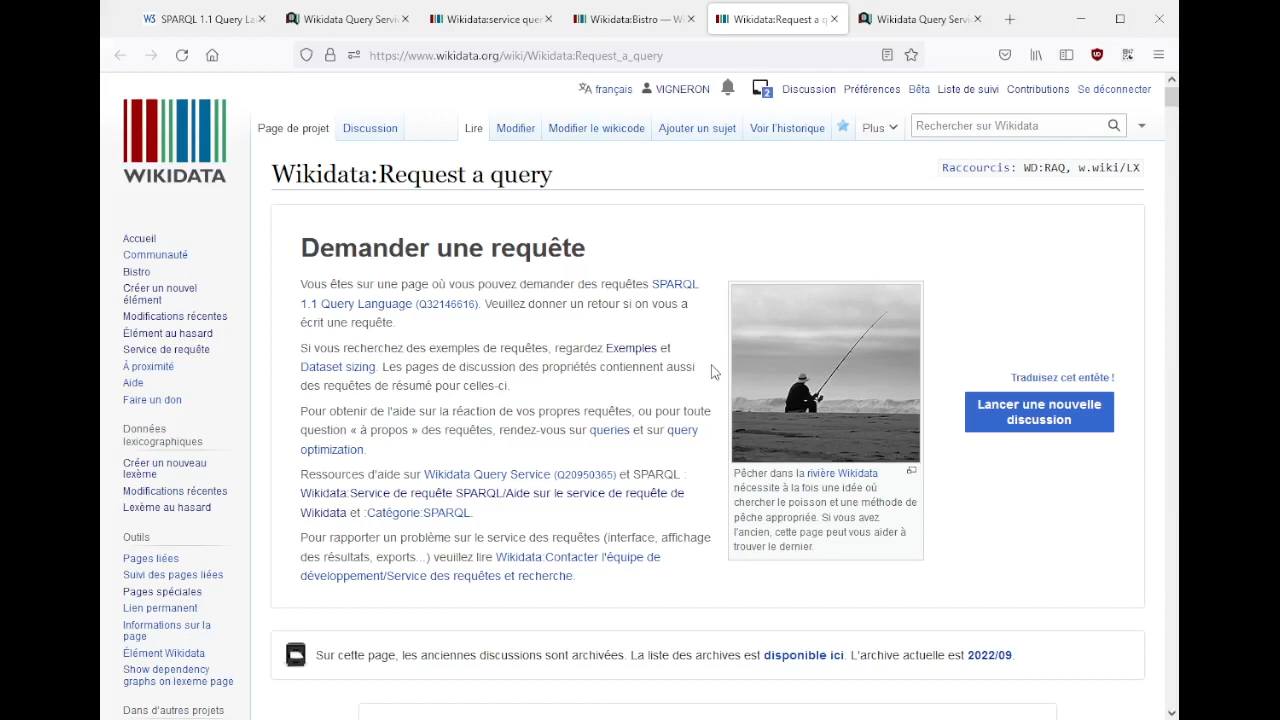 SPARQL 1.1 Query La
Wikidata Query Servi
Wikidata:service quer
Wikidata:Bistro — W
Wikidata:Request a q
Wikidata Query Servi
https://www.wikidata.org/wiki/Wikidata:Request_a_query
français
VIGNERON
2
Discussion
Préférences
Bêta
Liste de suivi
Contributions
Se déconnecter
WIKIDATA
Page de projet
Discussion
Lire
Modifier
Modifier le wikicode
Ajouter un sujet
Voir l'historique
Plus
Rechercher sur Wikidata
Wikidata:Request a query
Raccourcis: WD:RAQ, w.wiki/LX
Accueil
Communauté
Bistro
Créer un nouvel
élément
Modifications récentes
Élément au hasard
Service de requête
À proximité
Aide
Faire un don
Données
lexicographiques
Créer un nouveau
lexème
Modifications récentes
Lexème au hasard
Outils
Pages liées
Suivi des pages liées
Pages spéciales
Lien permanent
Informations sur la
page
Élément Wikidata
Show dependency
graphs on lexeme page
Dans d'autres projets
Demander une requête
Vous êtes sur une page où vous pouvez demander des requêtes SPARQL
1.1 Query Language (Q32146616). Veuillez donner un retour si on vous a
écrit une requête.
Si vous recherchez des exemples de requêtes, regardez Exemples et
Dataset sizing. Les pages de discussion des propriétés contiennent aussi
des requêtes de résumé pour celles-ci.
Pour obtenir de l'aide sur la réaction de vos propres requêtes, ou pour toute
question « à propos » des requêtes, rendez-vous sur queries et sur query
optimization.
Ressources d'aide sur Wikidata Query Service (Q20950365) et SPARQL :
Wikidata:Service de requête SPARQL/Aide sur le service de requête de
Wikidata et :Catégorie:SPARQL.
Pour rapporter un problème sur le service des requêtes (interface, affichage
des résultats, exports...) veuillez lire Wikidata:Contacter l'équipe de
développement/Service des requêtes et recherche.
Pêcher dans la rivière Wikidata
nécessite à la fois une idée où
chercher le poisson et une méthode de
pêche appropriée. Si vous avez
l'ancien, cette page peut vous aider à
trouver le dernier.
Traduisez cet entête !
Lancer une nouvelle
discussion
Sur cette page, les anciennes discussions sont archivées. La liste des archives est disponible ici. L'archive actuelle est 2022/09.